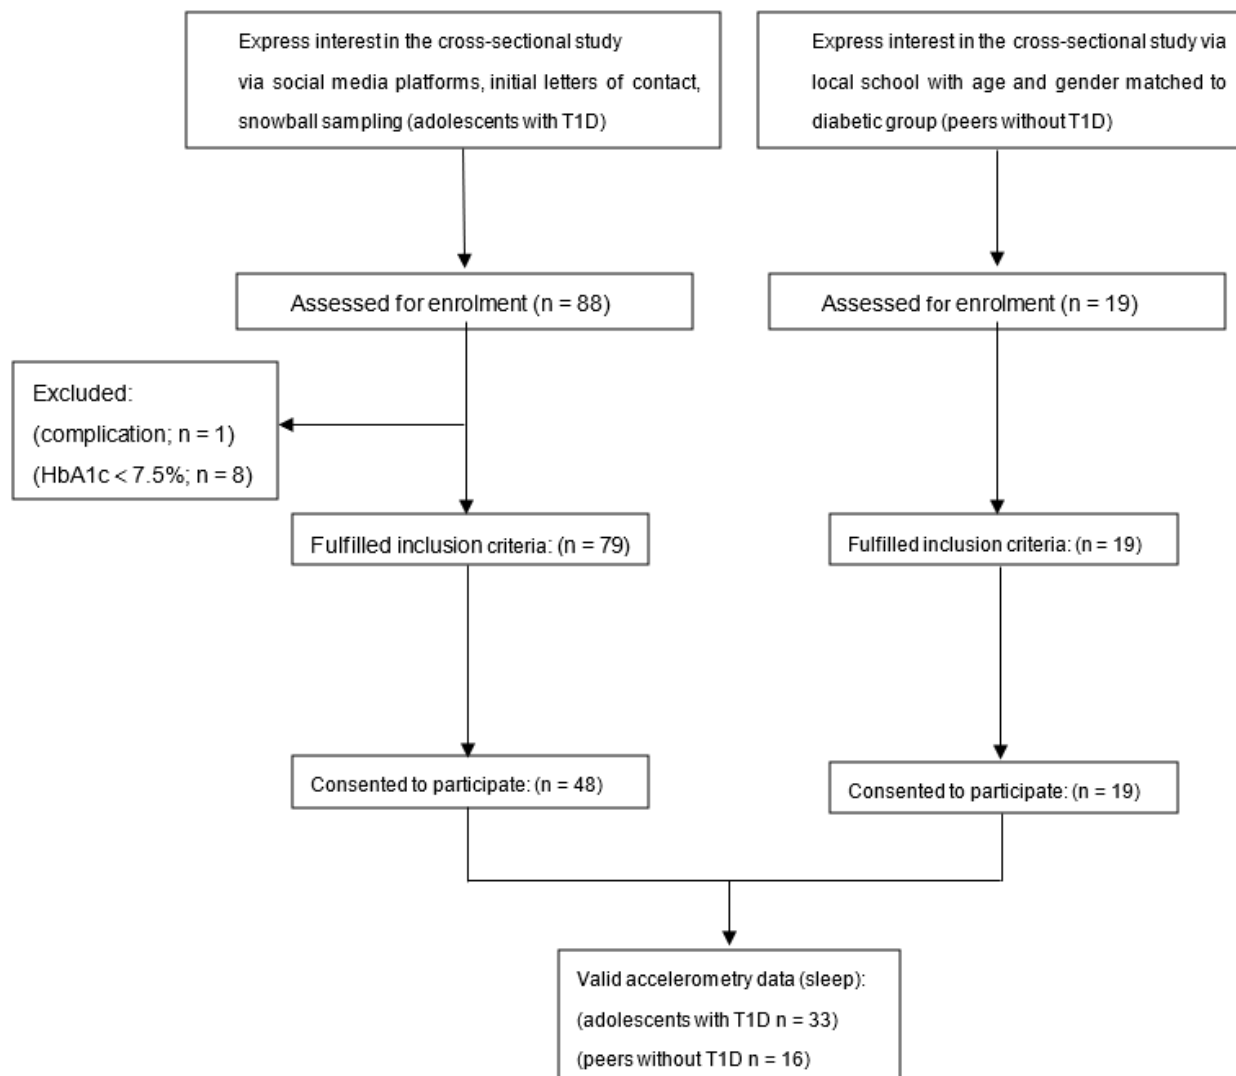 Express interest in the cross-sectional study
via social media platforms, initial letters of contact,
snowball sampling (adolescents with T1D)
Express interest in the cross-sectional study via
local school with age and gender matched to
diabetic group (peers without T1D)
Assessed for enrolment (n = 88)
Assessed for enrolment (n = 19)
Excluded:
(complication; n = 1)
(HbA1c < 7.5%; n = 8)
Fulfilled inclusion criteria: (n = 79)
Fulfilled inclusion criteria: (n = 19)
Consented to participate: (n = 48)
Consented to participate: (n = 19)
Valid accelerometry data (sleep):
(adolescents with T1D n = 33)
(peers without T1D n = 16)